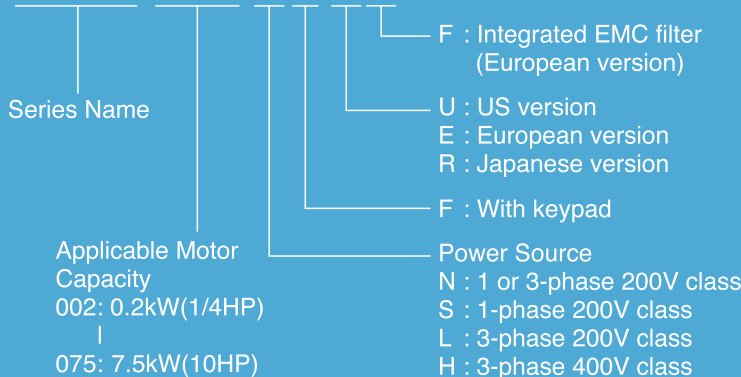 F : Integrated EMC filter
(European version)
Series Name
U : US version
E : European version
R : Japanese version
F : With keypad
Applicable Motor
Capacity
002: 0.2kW(1/4HP)
|
075: 7.5kW(10HP)
Power Source
N : 1 or 3-phase 200V class
S : 1-phase 200V class
L : 3-phase 200V class
H : 3-phase 400V class